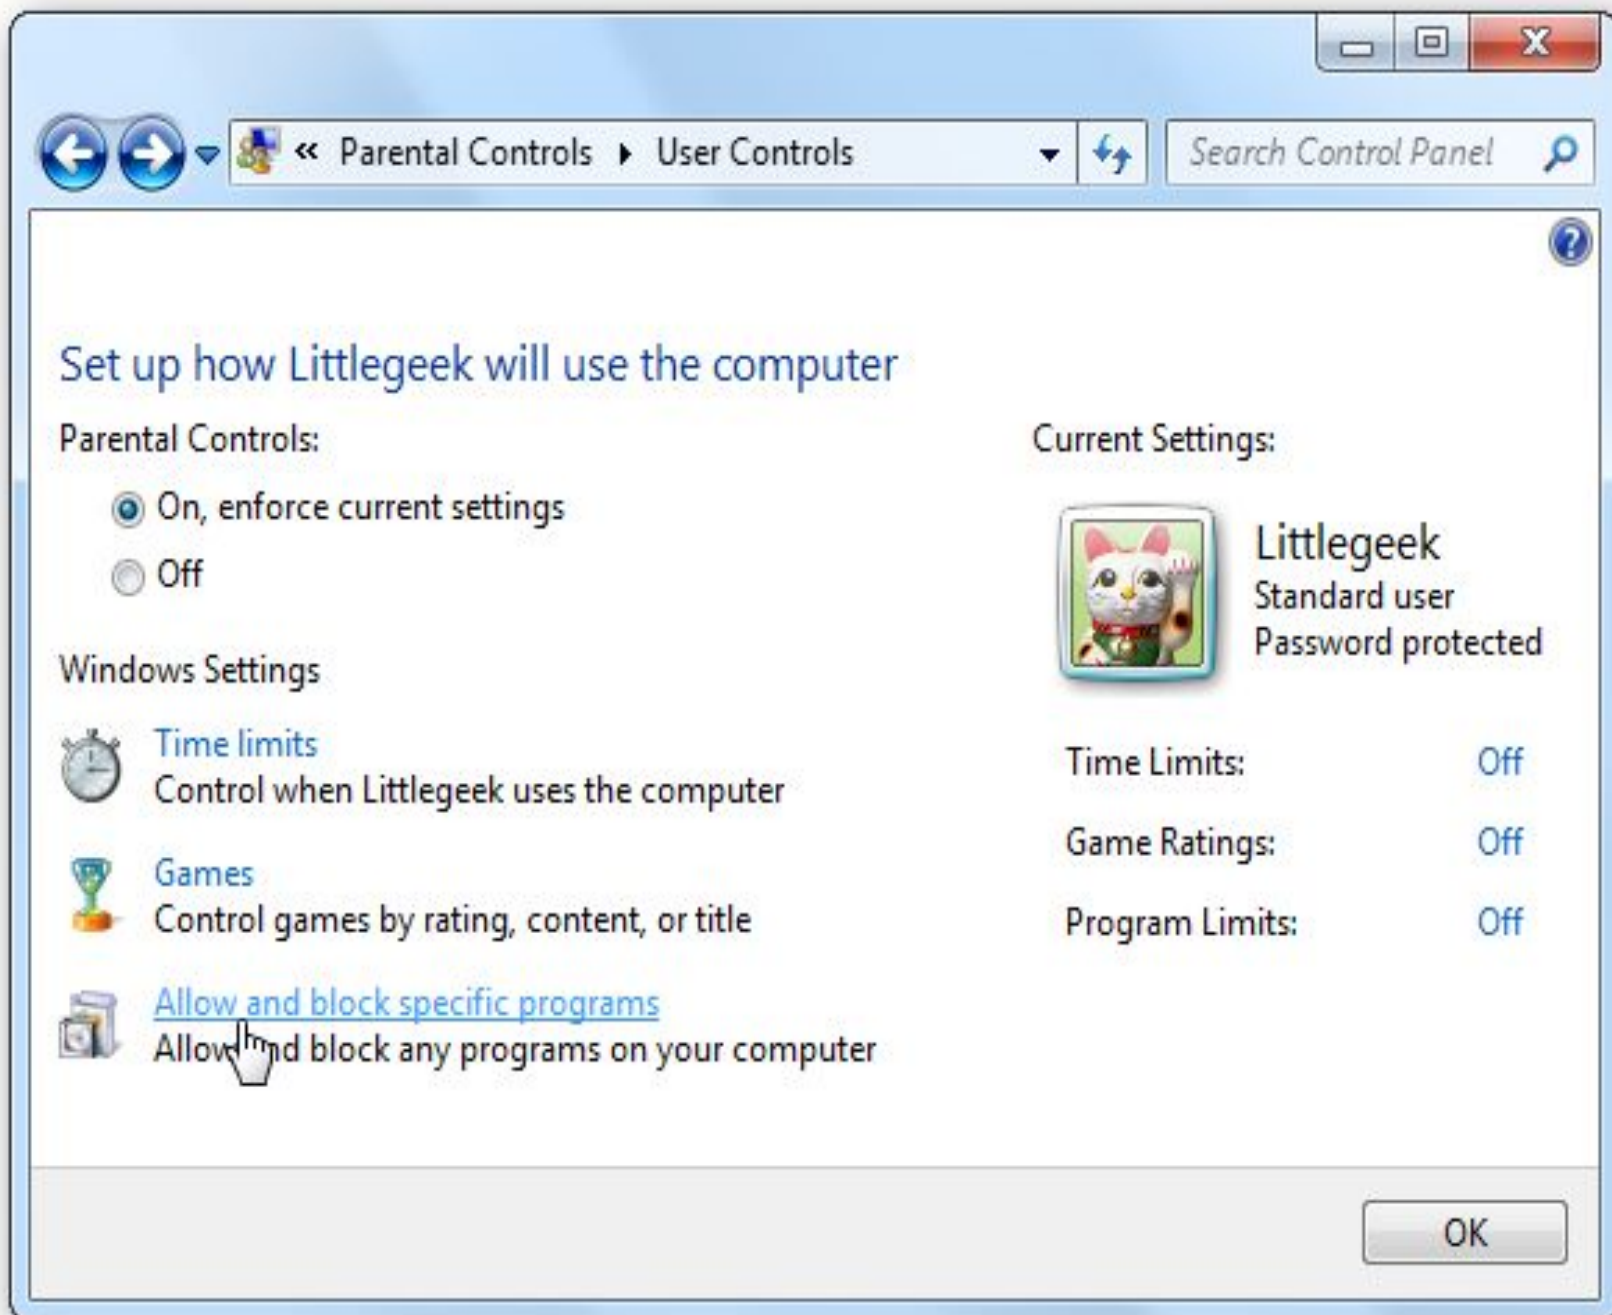 « Parental Controls ▸ User Controls
Search Control Panel
Set up how Littlegeek will use the computer
Parental Controls:
On, enforce current settings
Off
Windows Settings
Time limits
Control when Littlegeek uses the computer
Games
Control games by rating, content, or title
Allow and block specific programs
Allow and block any programs on your computer
Current Settings:
Littlegeek
Standard user
Password protected
Time Limits: Off
Game Ratings: Off
Program Limits: Off
OK